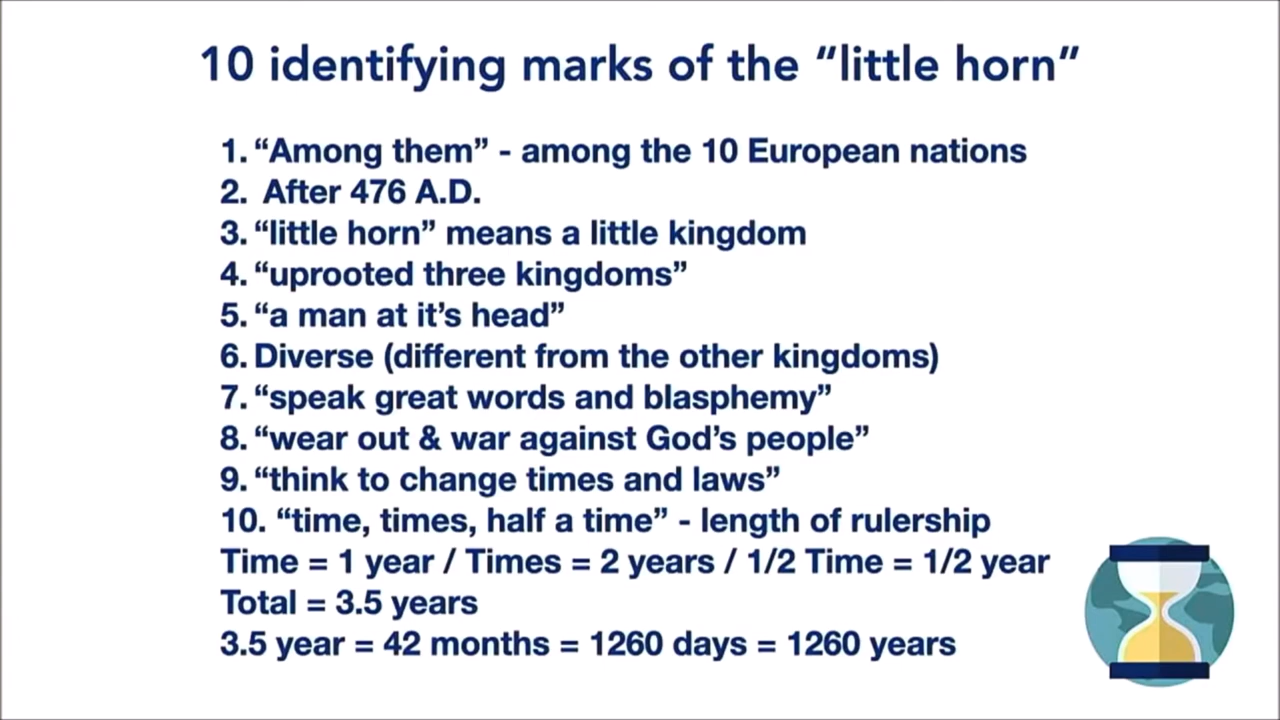 10 identifying marks of the “little horn”
1. “Among them” - among the 10 European nations
2. After 476 A.D.
3. “little horn” means a little kingdom
4. “uprooted three kingdoms”
5. “a man at it’s head”
6. Diverse (different from the other kingdoms)
7. “speak great words and blasphemy”
8. “wear out & war against God’s people”
9. “think to change times and laws”
10. “time, times, half a time” - length of rulership
Time = 1 year / Times = 2 years / 1/2 Time = 1/2 year
Total = 3.5 years
3.5 year = 42 months = 1260 days = 1260 years